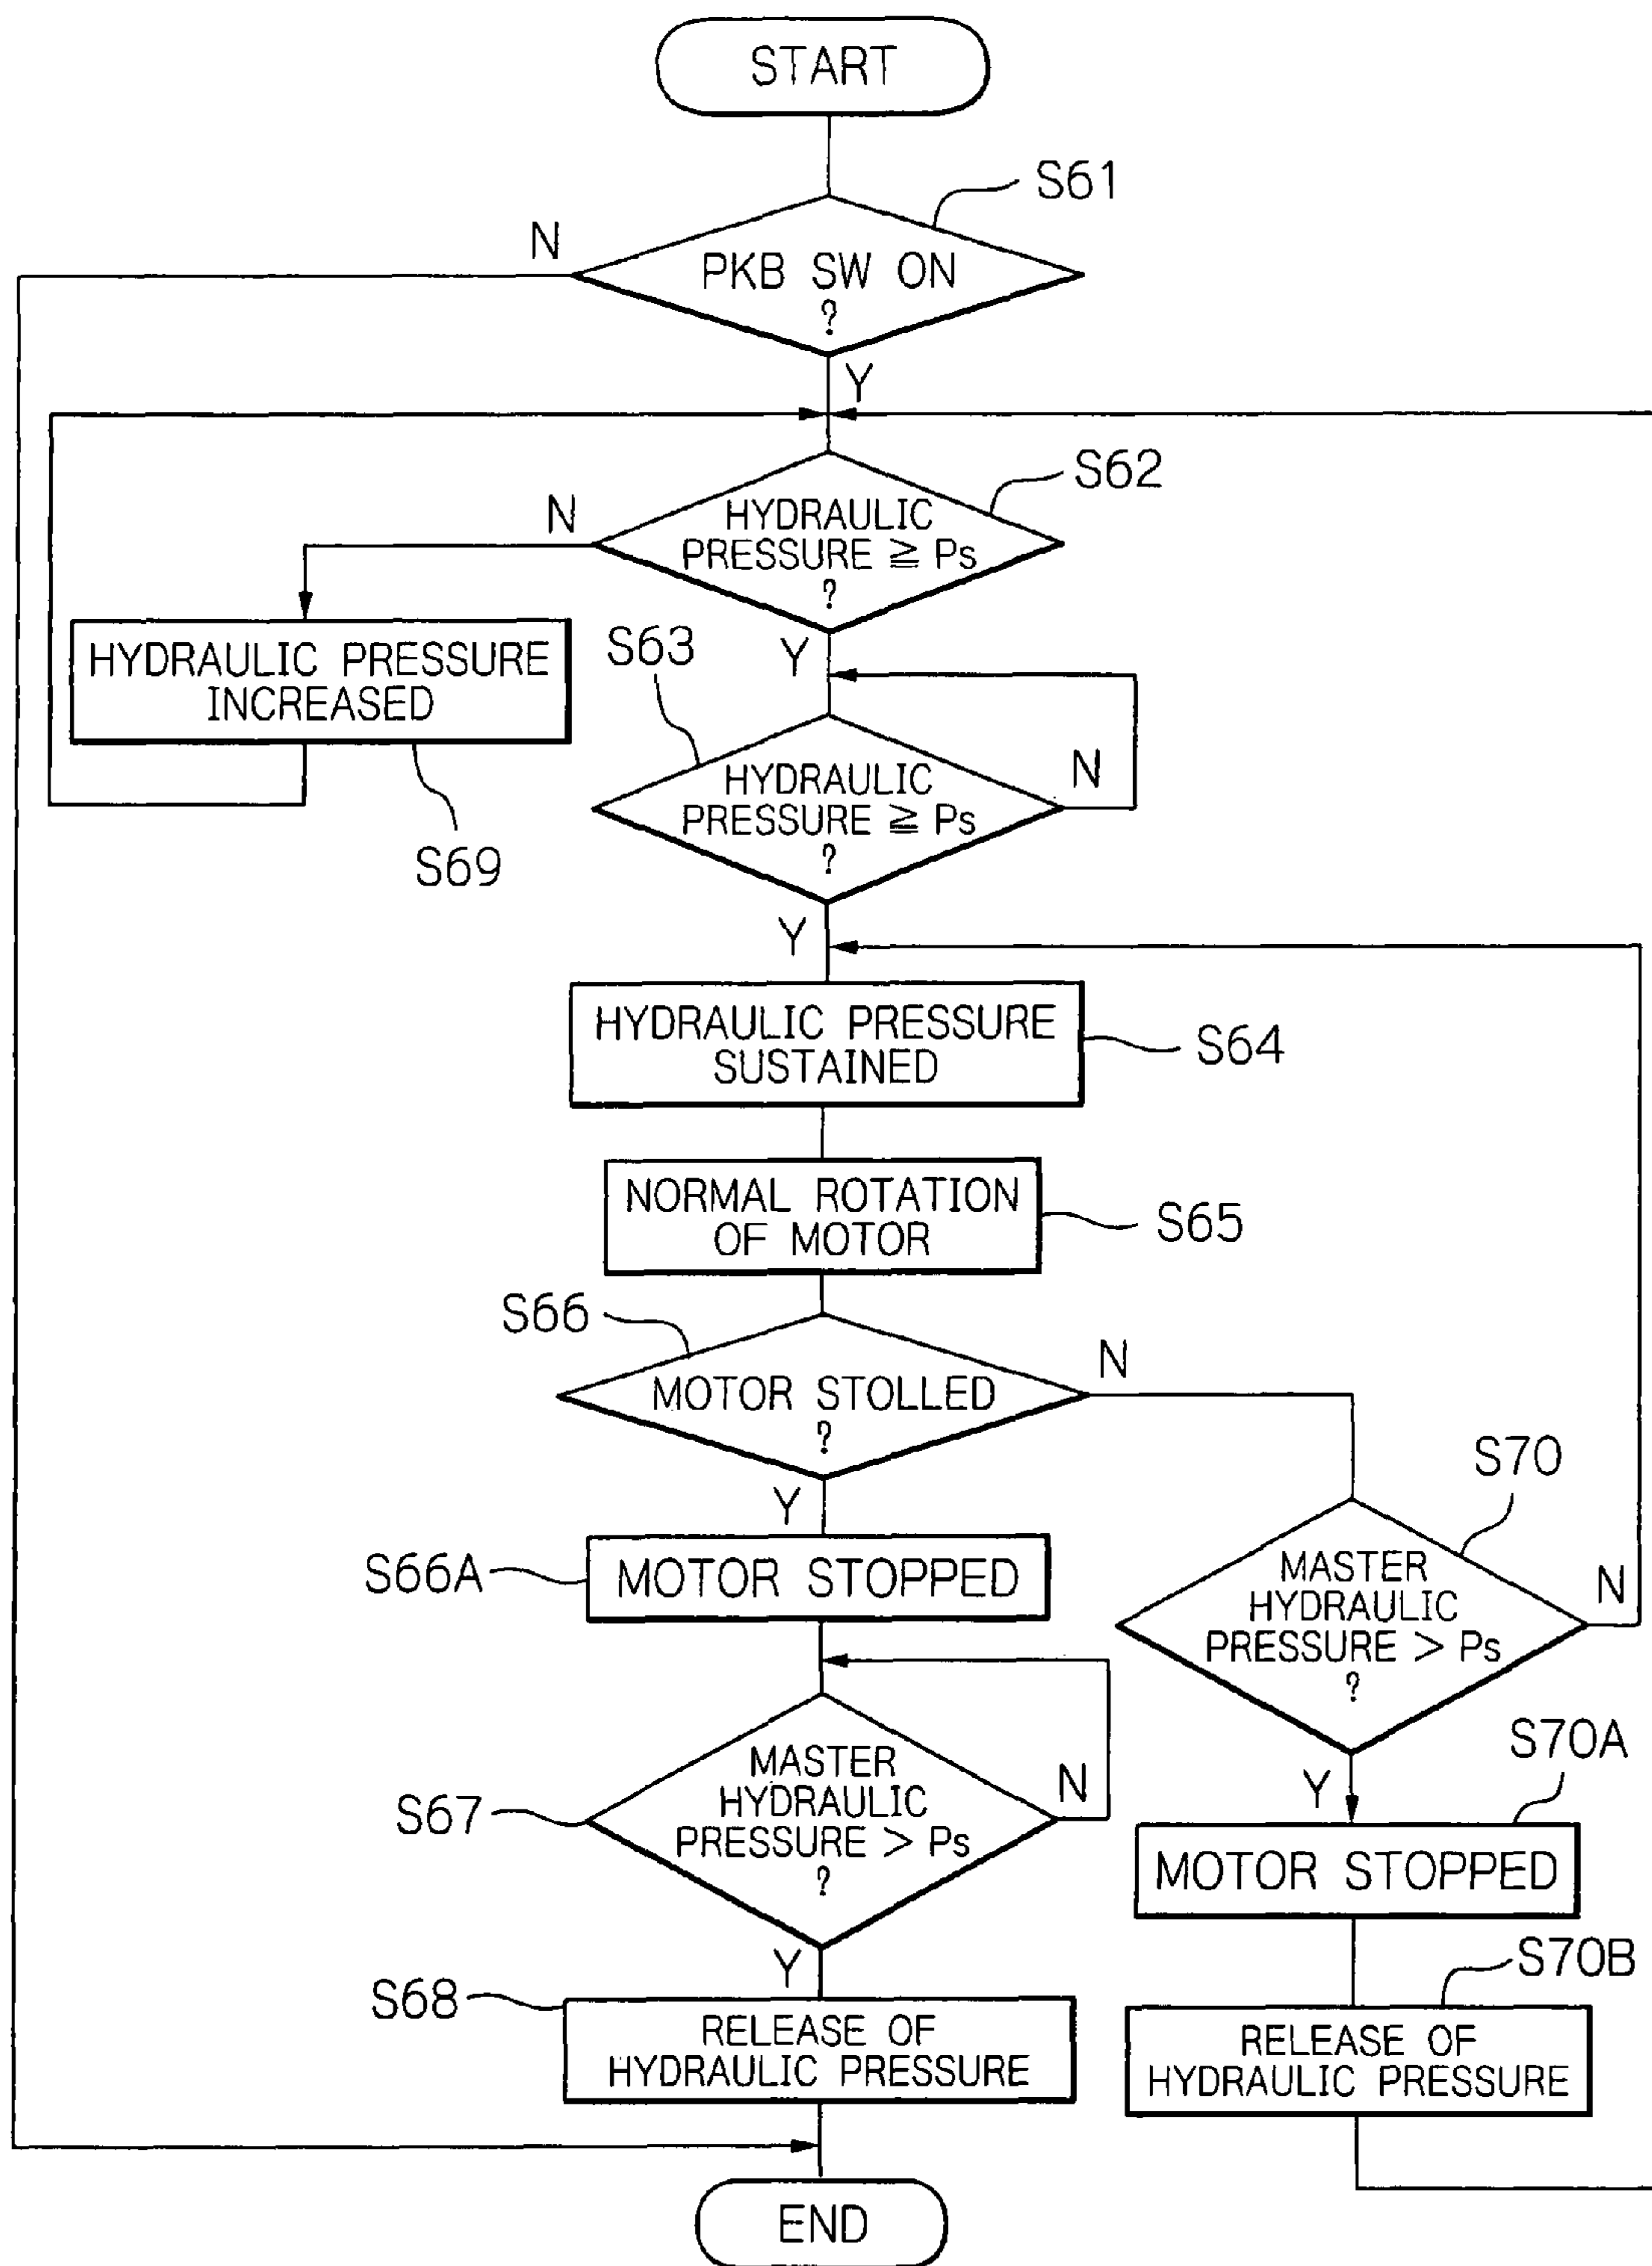 START
S61
N
PKB SW ON
?
Y
S62
N
HYDRAULIC
PRESSURE ≧ Ps
?
Y
S63
HYDRAULIC PRESSURE
INCREASED
S69
HYDRAULIC
PRESSURE ≧ Ps
?
N
Y
HYDRAULIC PRESSURE
SUSTAINED
S64
NORMAL ROTATION
OF MOTOR
S65
S66
MOTOR STOLLED
?
N
Y
S70
S66A
MOTOR STOPPED
MASTER
HYDRAULIC
PRESSURE > Ps
?
N
Y
S70A
S67
MASTER
HYDRAULIC
PRESSURE > Ps
?
N
Y
MOTOR STOPPED
S70B
S68
RELEASE OF
HYDRAULIC PRESSURE
RELEASE OF
HYDRAULIC PRESSURE
END